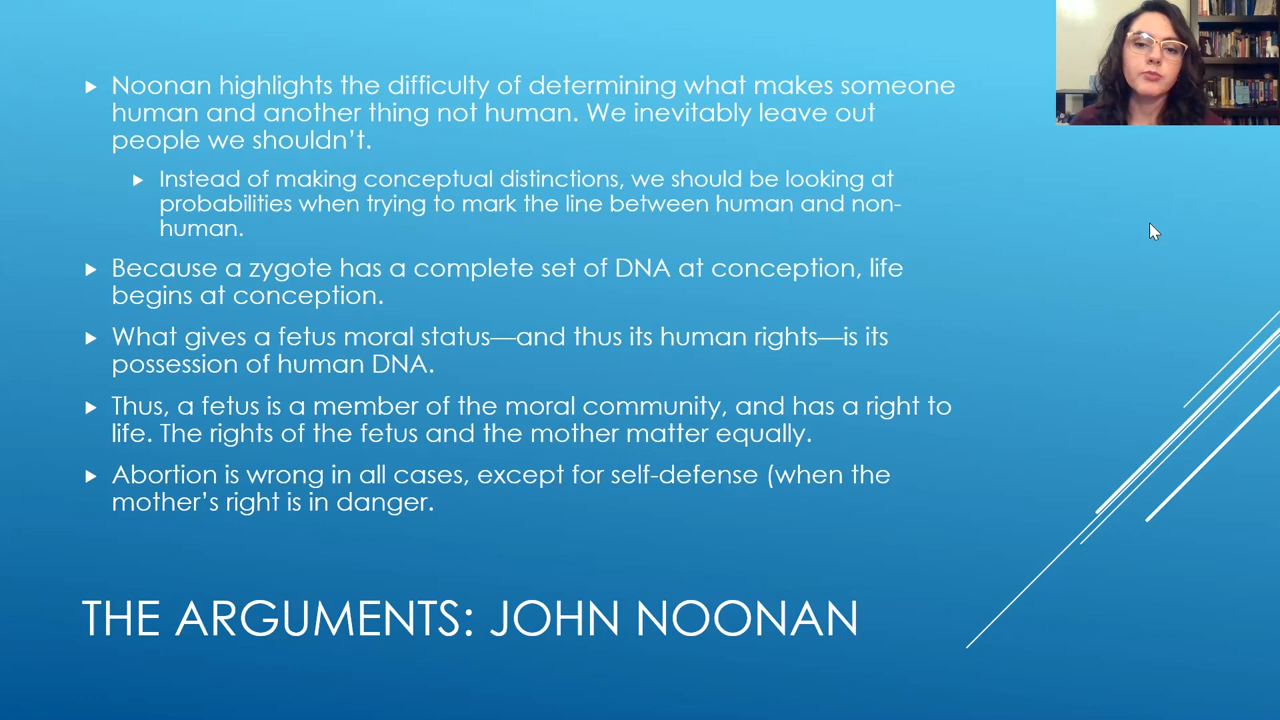 Noonan highlights the difficulty of determining what makes someone
human and another thing not human. We inevitably leave out
people we shouldn't.
Instead of making conceptual distinctions, we should be looking at
probabilities when trying to mark the line between human and non-
human.
Because a zygote has a complete set of DNA at conception, life
begins at conception.
What gives a fetus moral status—and thus its human rights—is its
possession of human DNA.
Thus, a fetus is a member of the moral community, and has a right to
life. The rights of the fetus and the mother matter equally.
Abortion is wrong in all cases, except for self-defense (when the
mother's right is in danger.
THE ARGUMENTS: JOHN NOONAN